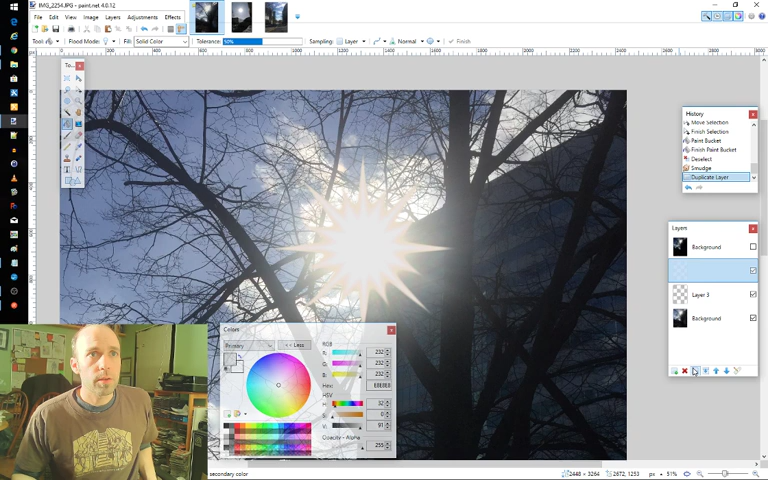 IMG_2254.JPG - paint.net 4.0.12
File Edit View Image Layers Adjustments Effects
Tool: Flood Mode: Fill: Solid Color Tolerance: 50% Sampling: Layer Normal Finish
To...
History
Move Selection
Finish Selection
Paint Bucket
Finish Paint Bucket
Deselect
Smudge
Duplicate Layer
Layers
Background
Layer 3
Background
Colors
Primary
<< Less
RGB
R: 232
G: 232
B: 232
Hex: E8E8E8
HSV
H: 32
S: 0
V: 91
Opacity - Alpha
255
secondary color
2448 × 3264 2672, 1253 px 51%